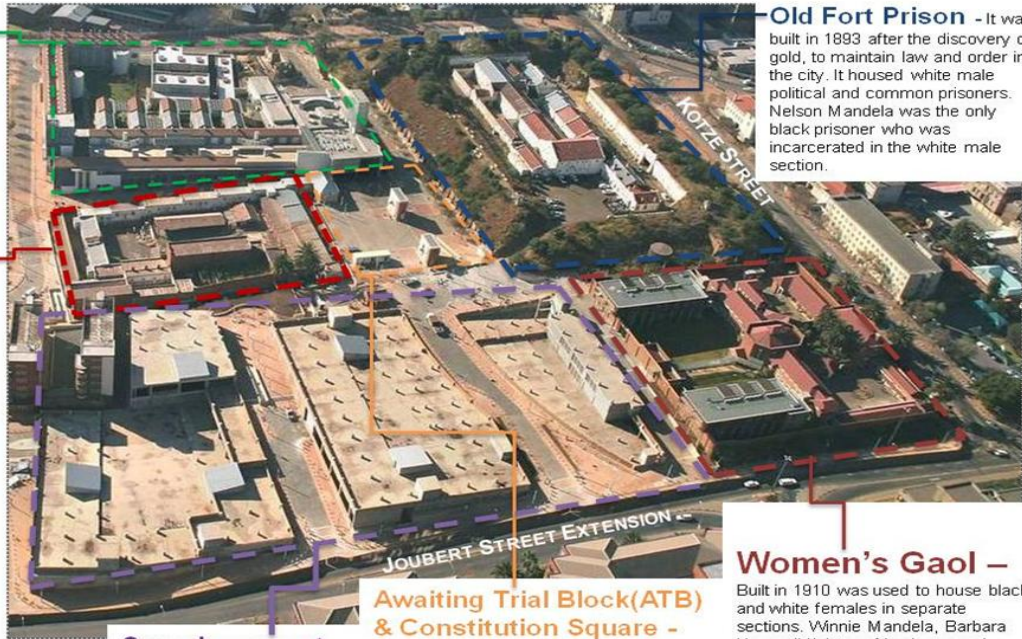 Old Fort Prison - It was
built in 1893 after the discovery of
gold, to maintain law and order in
the city. It housed white male
political and common prisoners.
Nelson Mandela was the only
black prisoner who was
incarcerated in the white male
section.
KOTZE STREET
JOUBERT STREET EXTENSION
Awaiting Trial Block(ATB)
& Constitution Square -
Women's Gaol –
Built in 1910 was used to house black
and white females in separate
sections. Winnie Mandela, Barbara